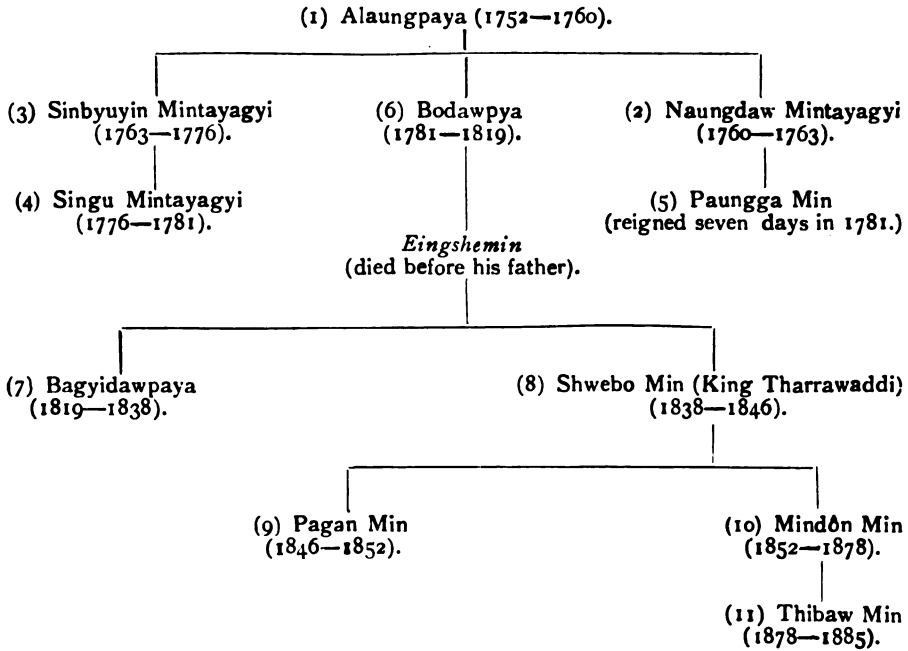 (1) Alaungpaya (1752—1760).
(3) Sinbyuyin Mintayagyi
(1763—1776).
(6) Bodawpya
(1781—1819).
(2) Naungdaw Mintayagyi
(1760—1763).
(4) Singu Mintayagyi
(1776—1781).
(5) Paungga Min
(reigned seven days in 1781.)
Eingshemin
(died before his father).
(7) Bagyidawpaya
(1819—1838).
(8) Shwebo Min (King Tharrawaddi)
(1838—1846).
(9) Pagan Min
(1846—1852).
(10) Mindôn Min
(1852—1878).
(11) Thibaw Min
(1878—1885).